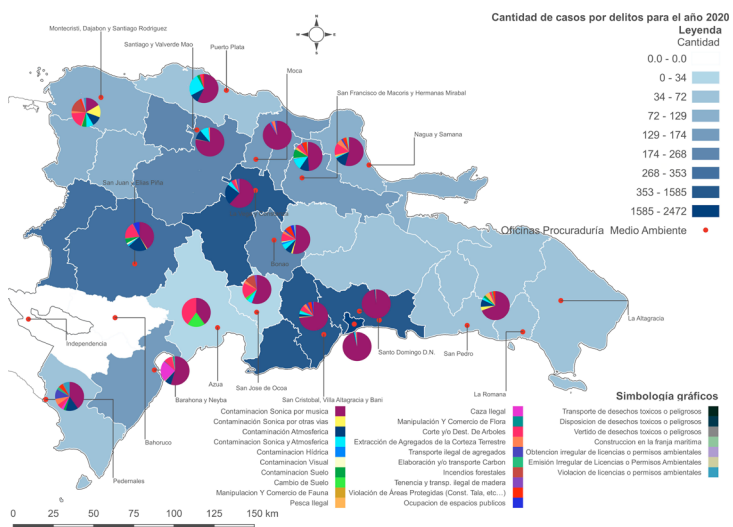 Cantidad de casos por delitos para el año 2020
Leyenda
Cantidad
0.0 - 0.0
0 - 34
34 - 72
72 - 129
129 - 174
174 - 268
268 - 353
353 - 1585
1585 - 2472
Oficinas Procuraduría Medio Ambiente
N
Montecristi, Dajabon y Santiago Rodriguez
Santiago y Valverde Mao
Puerto Plata
Moca
San Francisco de Macoris y Hermanas Mirabal
Nagua y Samana
San Juan Elias Piña
Bonao
La Altagracia
Independencia
Santo Domingo D.N.
San Pedro
Azua
San Jose de Ocoa
Barahona y Neyba
San Cristobal, Villa Altagracia y Bani
La Romana
Bahoruco
Pedernales
Simbología gráficos
Contaminacion Sonica por musica
Contaminacion Sonica por otras vias
Contaminación Atmosferica
Contaminacion Sonica y Atmosferica
Contaminacion Hídrica
Contaminacion Visual
Contaminacion Suelo
Cambio de Suelo
Manipulacion Y Comercio de Fauna
Pesca Ilegal
Caza Ilegal
Manipulación Y Comercio de Flora
Corte y/o Dest. De Arboles
Extracción de Agregados de la Corteza Terrestre
Transporte ilegal de agregados
Elaboración y/o transporte Carbon
Incendios forestales
Tenencia y transp. ilegal de madera
Violación de Áreas Protegidas (Const. Tala, etc...)
Ocupacion de espacios publicos
Transporte de desechos toxicos o peligrosos
Disposicion de desechos toxicos o peligrosos
Vertido de desechos toxicos o peligrosos
Construccion en la franja marítima
Obtencion irregular de licencias o permisos ambientales
Emisión Irregular de Licencias o Permisos Ambientales
Violacion de licencias o permisos ambientales
0 25 50 75 100 150 km